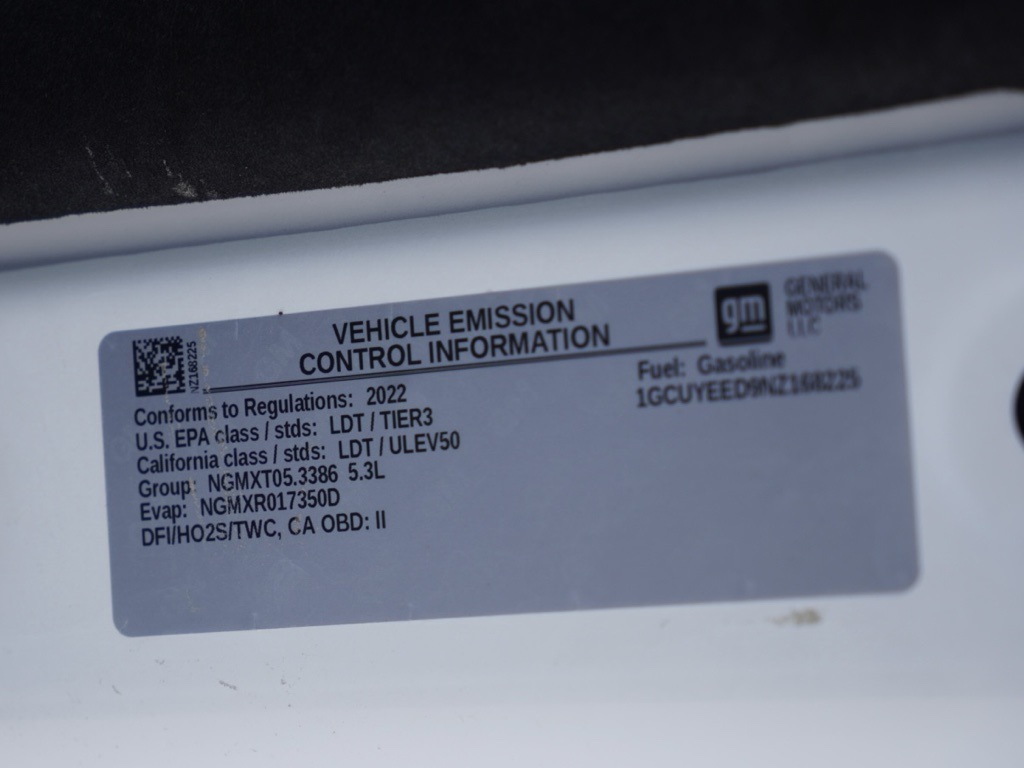 VEHICLE EMISSION
CONTROL INFORMATION
gm
GENERAL
MOTORS
LLC
NZ168225
Conforms to Regulations: 2022
U.S. EPA class / stds: LDT / TIER3
California class / stds: LDT / ULEV50
Group: NGMXT05.3386 5.3L
Evap: NGMXR017350D
DFI/HO2S/TWC, CA OBD: II
Fuel: Gasoline
1GCUYEED9NZ168225